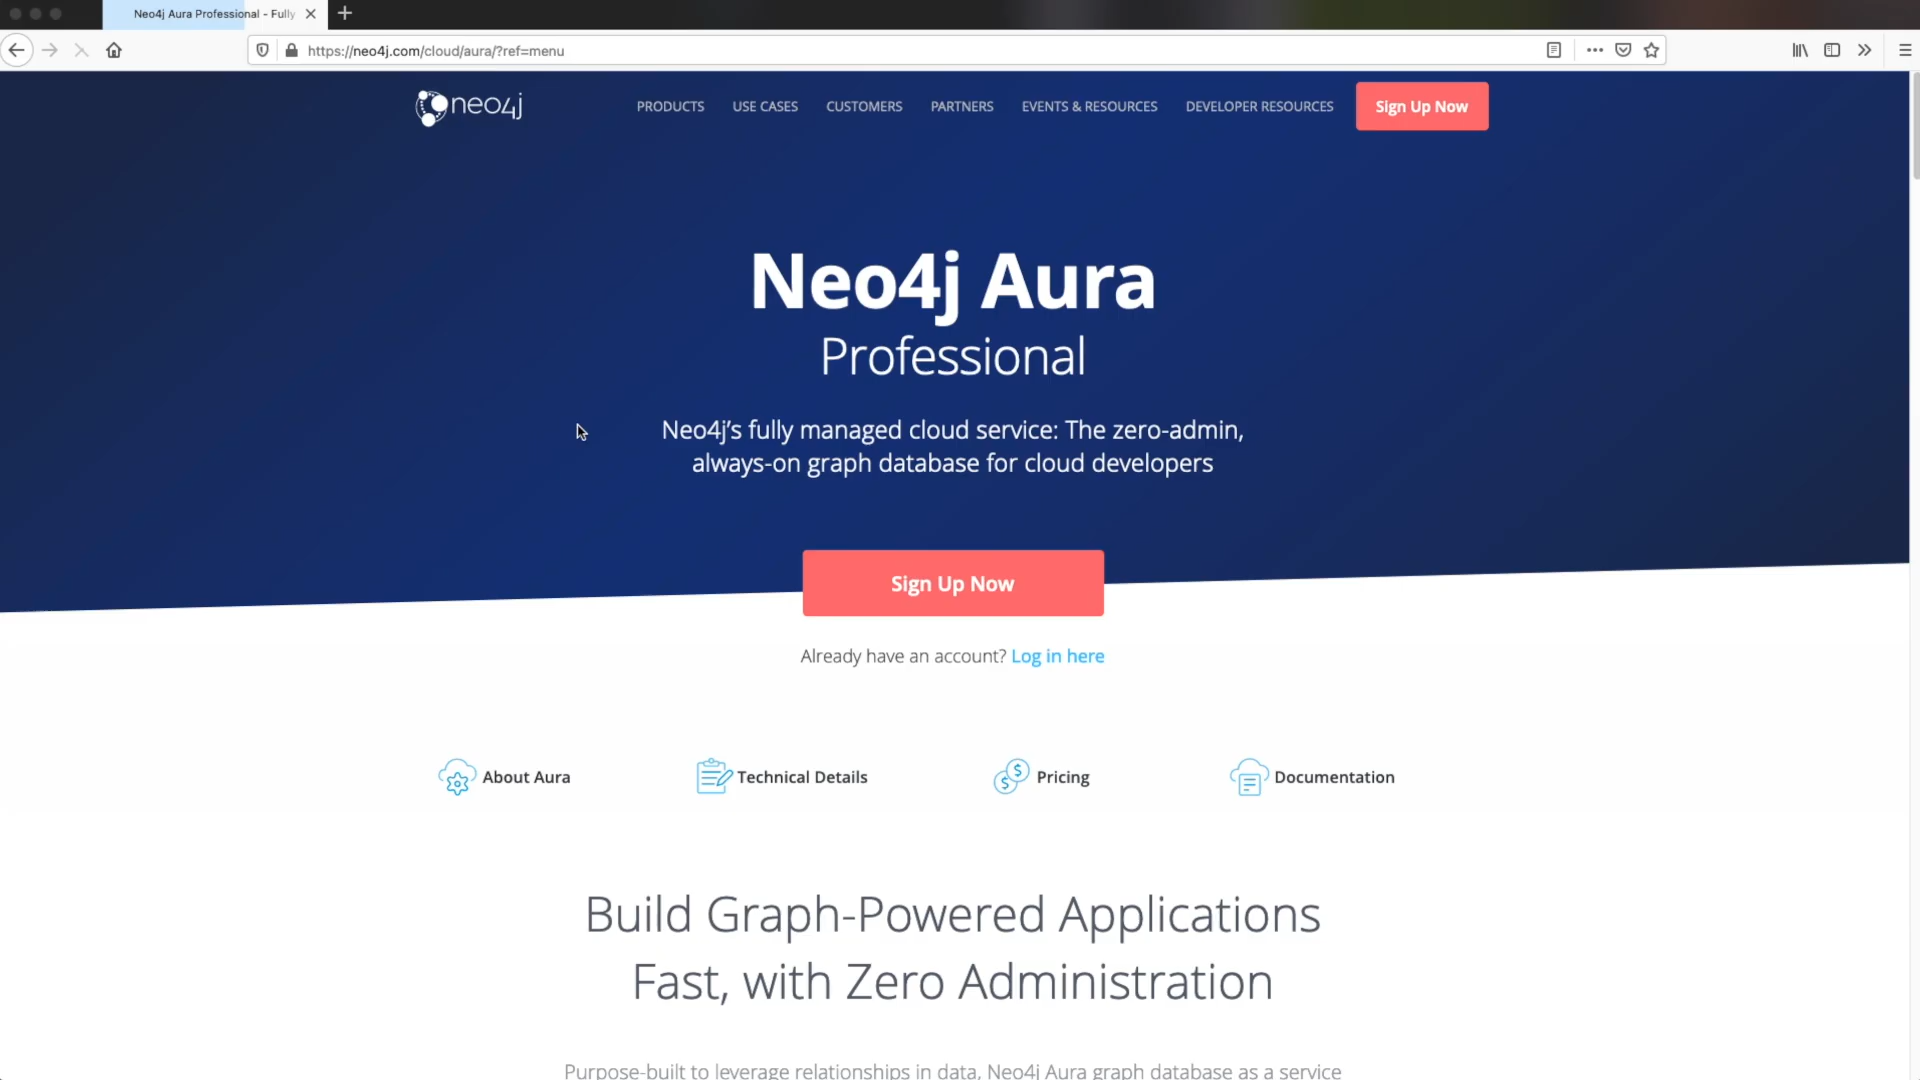 Neo4j Aura Professional - Fully
https://neo4j.com/cloud/aura/?ref=menu
neo4j
PRODUCTS
USE CASES
CUSTOMERS
PARTNERS
EVENTS & RESOURCES
DEVELOPER RESOURCES
Sign Up Now
Neo4j Aura
Professional
Neo4j's fully managed cloud service: The zero-admin,
always-on graph database for cloud developers
Sign Up Now
Already have an account? Log in here
About Aura
Technical Details
Pricing
Documentation
Build Graph-Powered Applications
Fast, with Zero Administration
Purpose-built to leverage relationships in data, Neo4j Aura graph database as a service